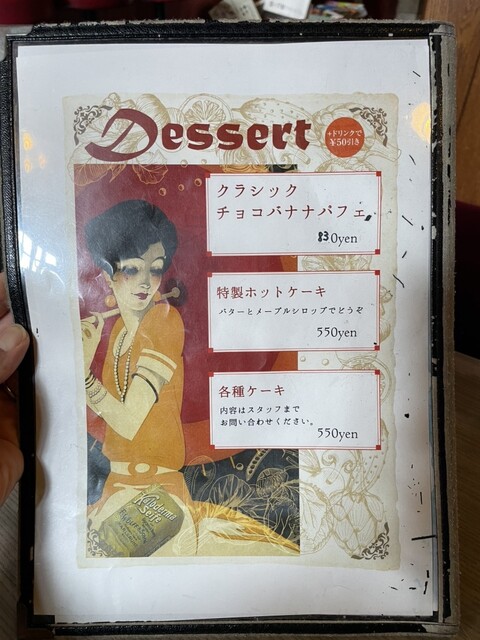 Dessert
+ドリンクで
¥50引き
クラシック
チョコバナナパフェ
830yen
特製ホットケーキ
バターとメープルシロップでどうぞ
550yen
各種ケーキ
内容はスタッフまで
お問い合わせください。
550yen
Kaloderma
Seife